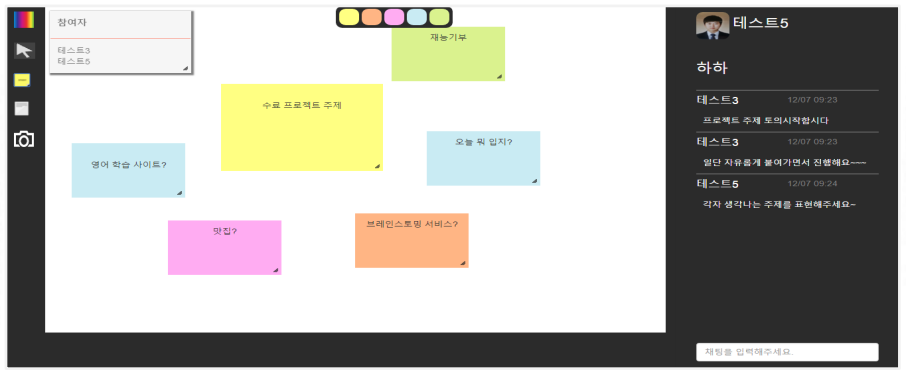 참여자
테스트3
테스트5
재능기부
수료 프로젝트 주제
오늘 뭐 입지?
영어 학습 사이트?
맛집?
브레인스토밍 서비스?
테스트5
하하
테스트3 12/07 09:23
프로젝트 주제 토의시작합시다
테스트3 12/07 09:23
일단 자유롭게 붙여가면서 진행해요~~~
테스트5 12/07 09:24
각자 생각나는 주제를 표현해주세요~
채팅을 입력해주세요.